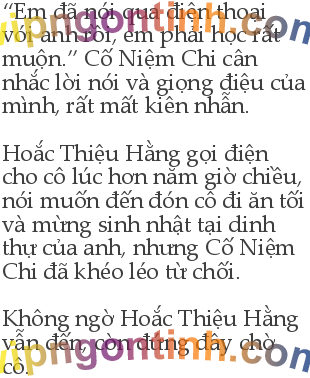 “Em đã nói qua điện thoại
với anh rồi, em phải học rất
muộn.” Cố Niệm Chi cân
nhắc lời nói và giọng điệu của
mình, rất mất kiên nhẫn.
Hoắc Thiệu Hằng gọi điện
cho cô lúc hơn năm giờ chiều,
nói muốn đến đón cô đi ăn tối
và mừng sinh nhật tại dinh
thự của anh, nhưng Cố Niệm
Chi đã khéo léo từ chối.
Không ngờ Hoắc Thiệu Hằng
vẫn đến, còn đứng đây chờ
cô.
vipngontinh.com
vipngontinh.com